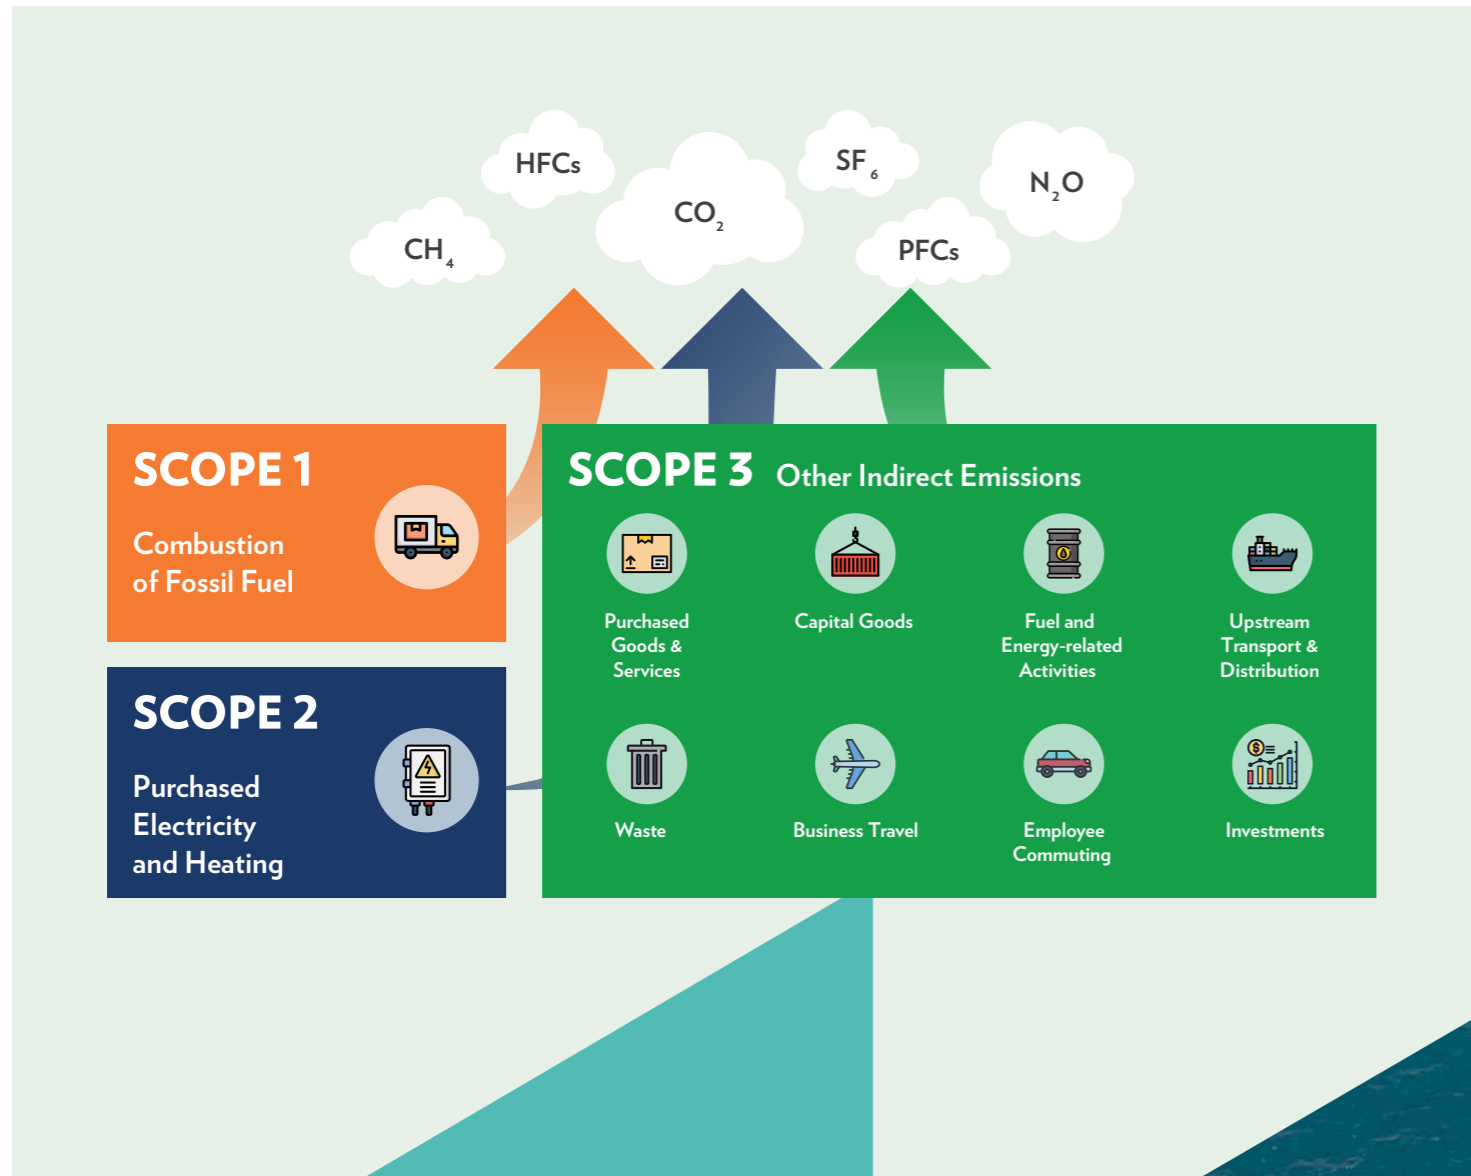 HFCs
SF₆
N₂O
CO₂
CH₄
PFCs
SCOPE 1
Combustion
of Fossil Fuel
SCOPE 2
Purchased
Electricity
and Heating
SCOPE 3 Other Indirect Emissions
Purchased
Goods &
Services
Capital Goods
Fuel and
Energy-related
Activities
Upstream
Transport &
Distribution
Waste
Business Travel
Employee
Commuting
Investments